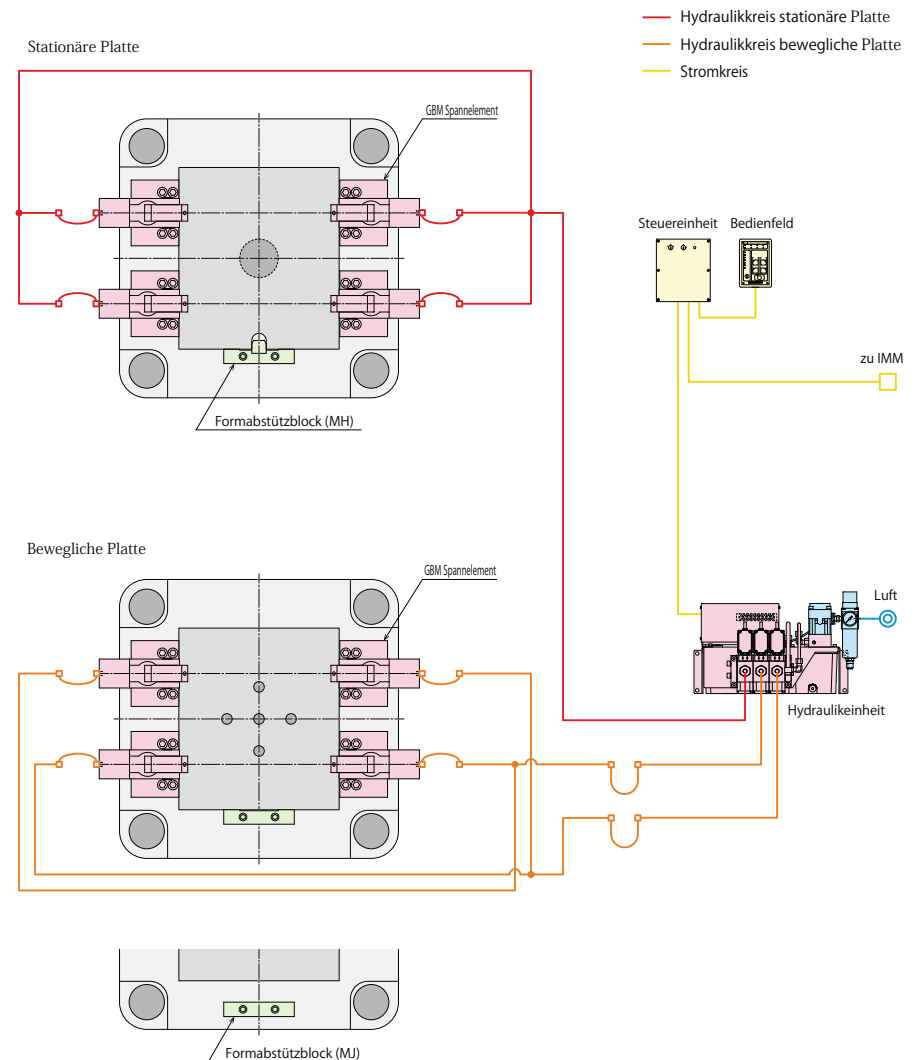 Hydraulikkreis stationäre Platte
Hydraulikkreis bewegliche Platte
Stromkreis
Stationäre Platte
GBM Spannelement
Steuereinheit
Bedienfeld
zu IMM
Formabstützblock (MH)
Bewegliche Platte
GBM Spannelement
Luft
Hydraulikeinheit
Formabstützblock (MJ)